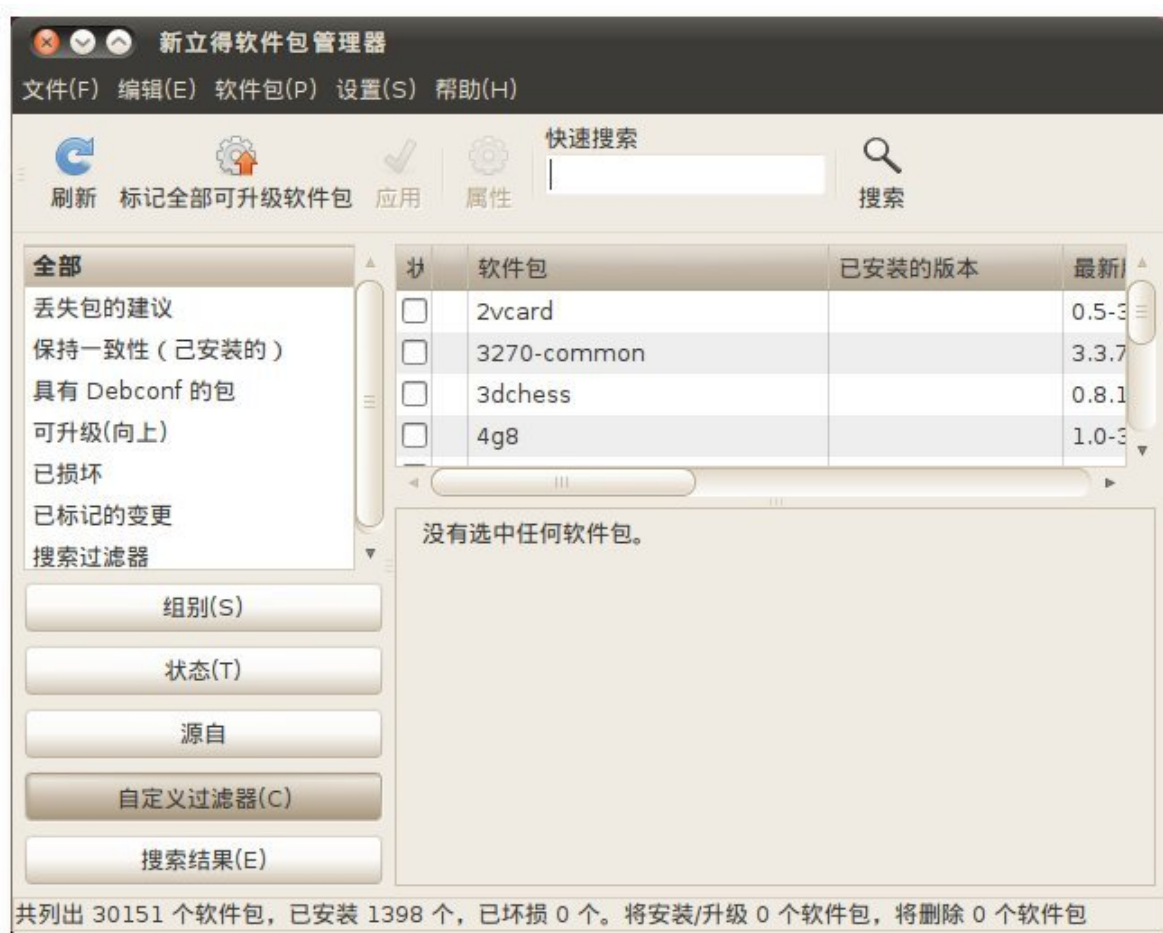 新立得软件包管理器
文件(F) 编辑(E) 软件包(P) 设置(S) 帮助(H)
刷新
标记全部可升级软件包
应用
属性
快速搜索
搜索
全部
丢失包的建议
保持一致性（己安装的）
具有 Debconf 的包
可升级(向上)
已损坏
已标记的变更
搜索过滤器
组别(S)
状态(T)
源自
自定义过滤器(C)
搜索结果(E)
状 软件包 已安装的版本 最新
2vcard 0.5-3
3270-common 3.3.7
3dchess 0.8.1
4g8 1.0-3
没有选中任何软件包。
共列出 30151 个软件包，已安装 1398 个，已坏损 0 个。将安装/升级 0 个软件包，将删除 0 个软件包